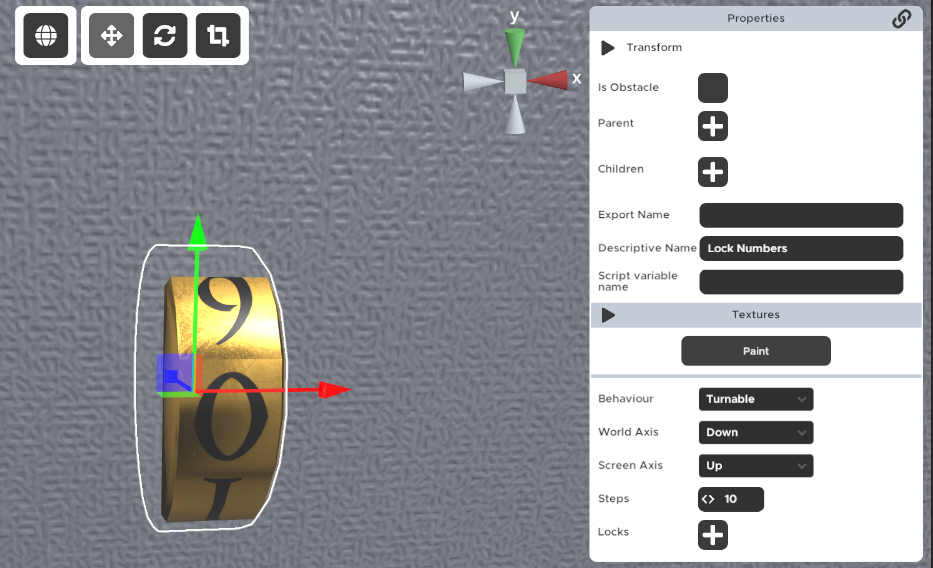 y
x
9
0
1
Properties
Transform
Is Obstacle
Parent
Children
Export Name
Descriptive Name Lock Numbers
Script variable
name
Textures
Paint
Behaviour Turnable
World Axis Down
Screen Axis Up
Steps <> 10
Locks